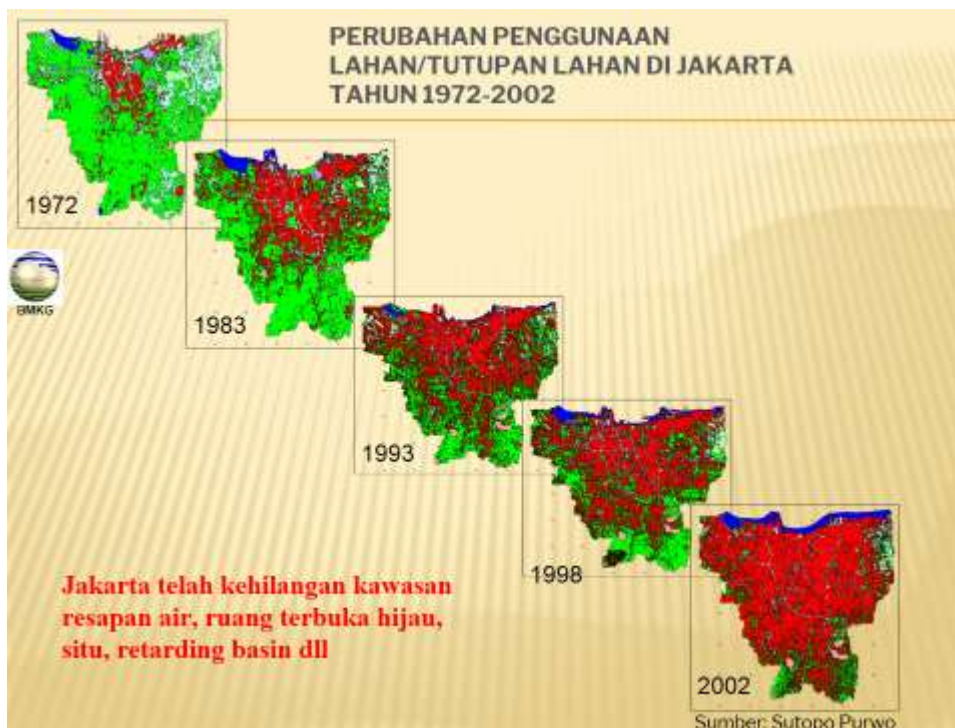 PERUBAHAN PENGGUNAAN
LAHAN/TUTUPAN LAHAN DI JAKARTA
TAHUN 1972-2002
1972
1983
BMKG
1993
1998
Jakarta telah kehilangan kawasan
resapan air, ruang terbuka hijau,
situ, retarding basin dll
2002
Sumber: Sutopo Purwo